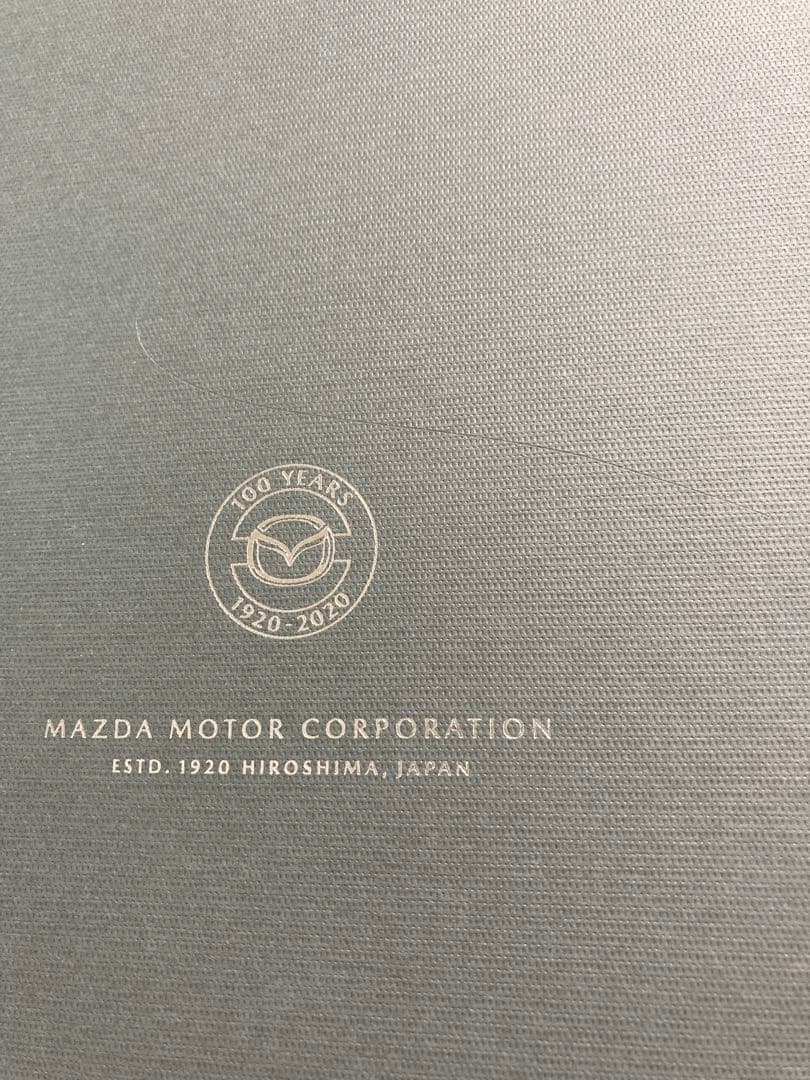 100 YEARS
1920-2020
MAZDA MOTOR CORPORATION
ESTD. 1920 HIROSHIMA, JAPAN